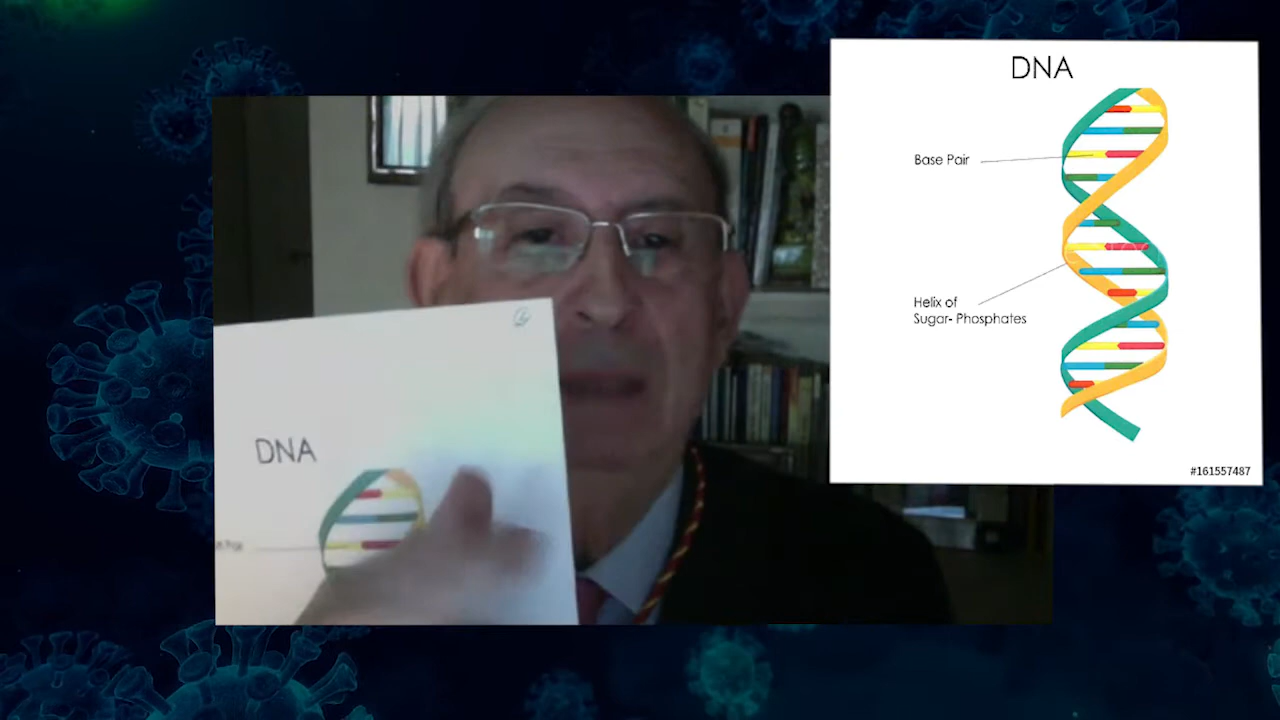 DNA
Base Pair
Helix of
Sugar- Phosphates
#161557487
DNA